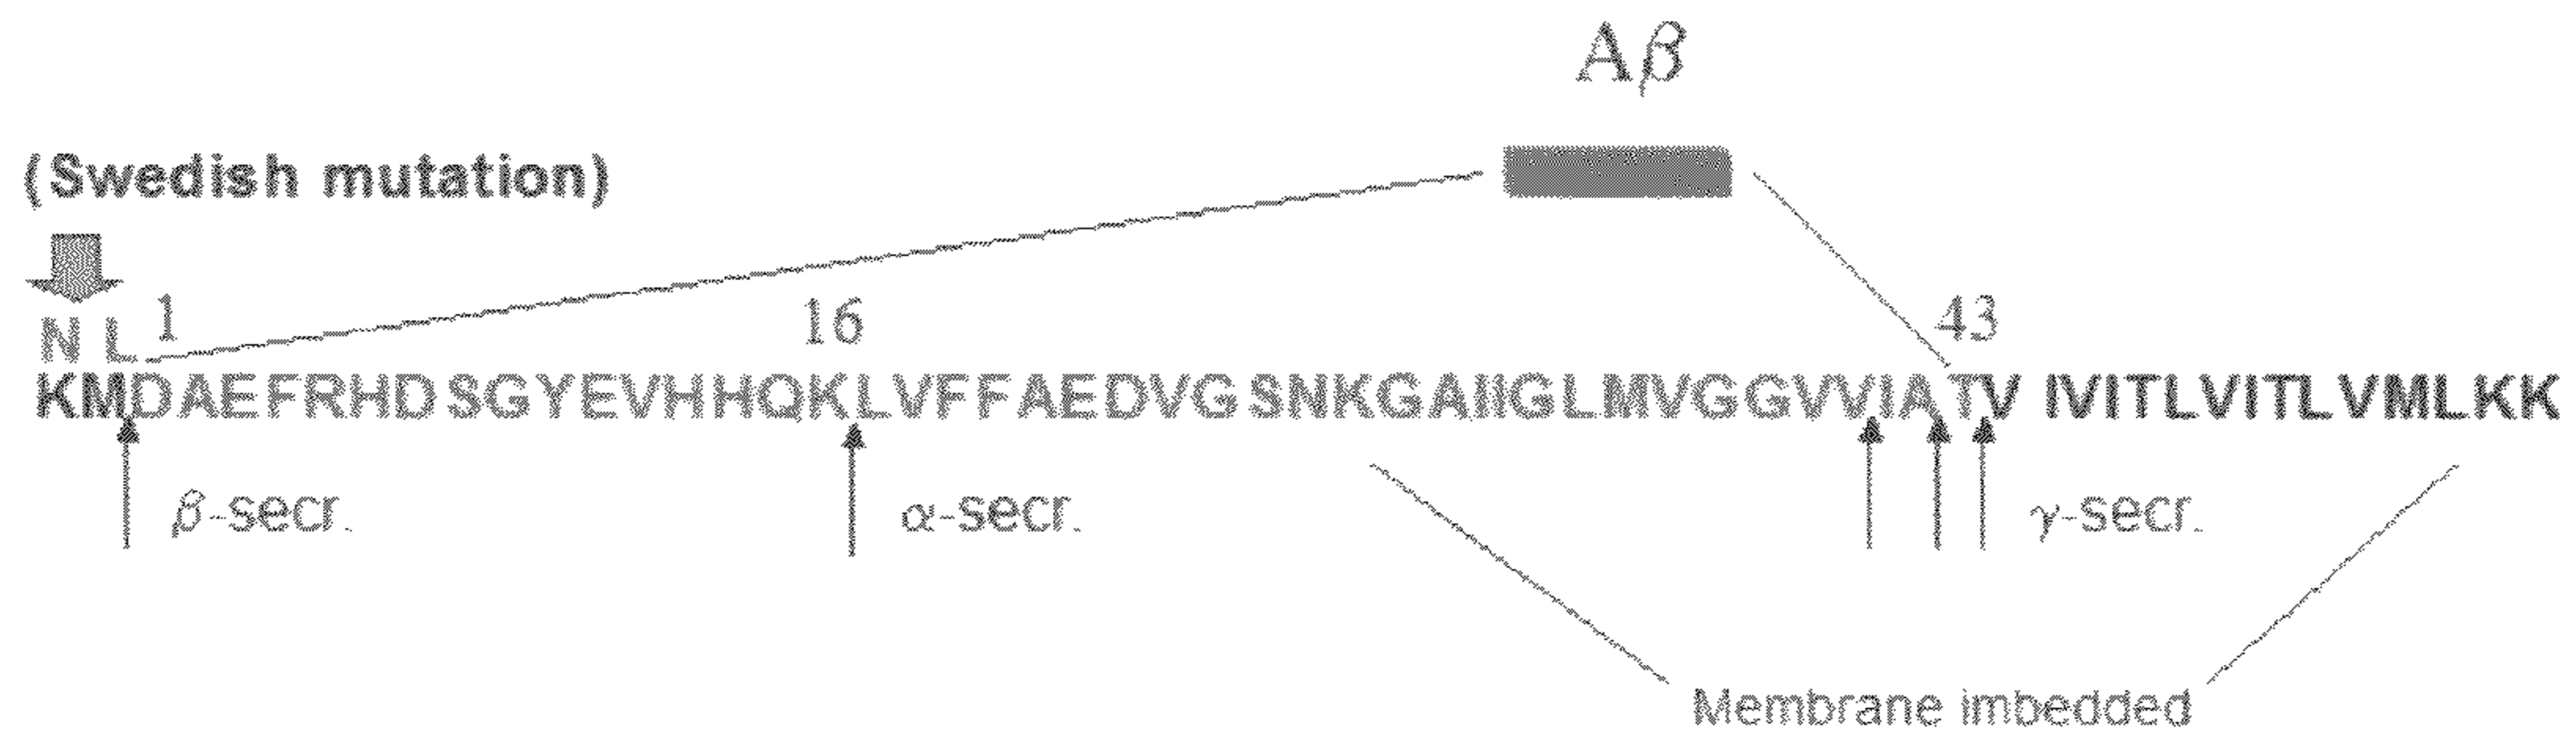 Aβ
(Swedish mutation)
N L 1 16 43
KMDAEFRHDSGYEVHHQKLVFFAEDVGSNKGAIIGLMVGGVVIATV IVITLVITLVMLKK
β-secr. α-secr. γ-secr.
Membrane imbedded